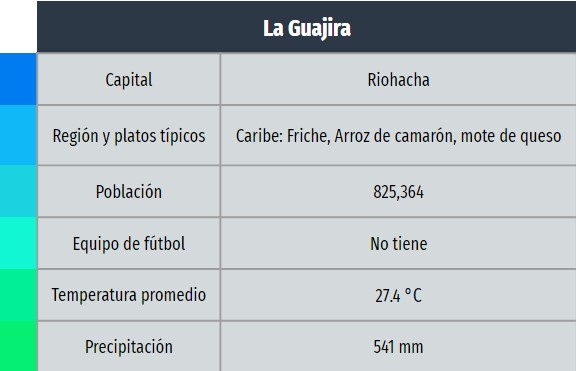 La Guajira
Capital Riohacha
Región y platos típicos Caribe: Friche, Arroz de camarón, mote de queso
Población 825,364
Equipo de fútbol No tiene
Temperatura promedio 27.4 °C
Precipitación 541 mm